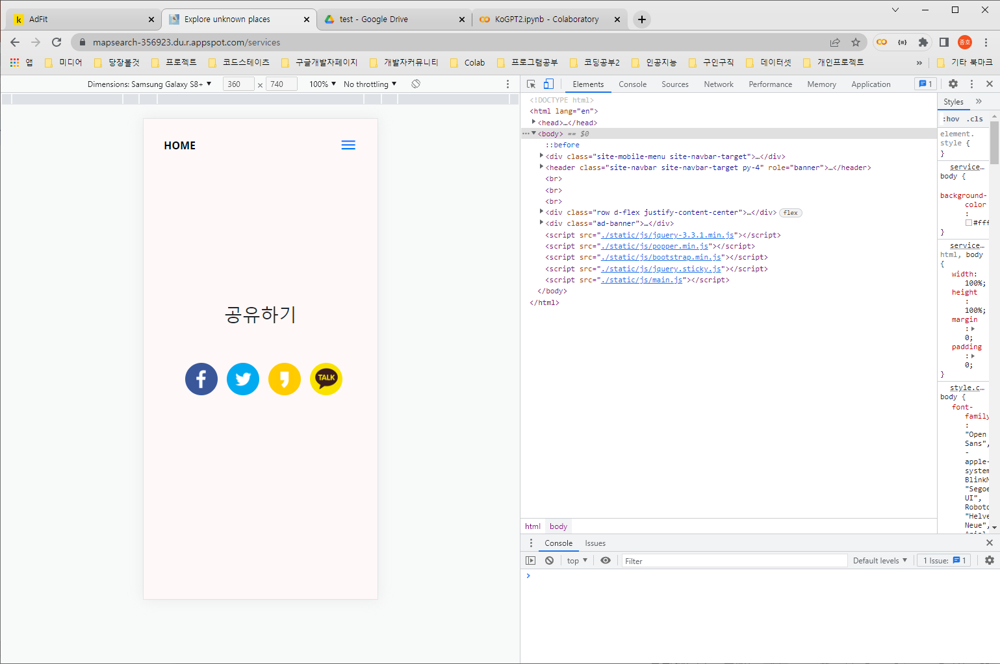 AdFit
Explore unknown places
test - Google Drive
KoGPT2.ipynb - Colaboratory
mapsearch-356923.du.r.appspot.com/services
종호
앱 미디어 당장볼것 프로젝트 코드스테이츠 구글개발자페이지 개발자커뮤니티 Colab 프로그램공부 코딩공부2 인공지능 구인구직 데이터셋 개인프로젝트 » 기타 북마크
Dimensions: Samsung Galaxy S8+ 360 × 740 100% No throttling
HOME
공유하기
TALK
Elements Console Sources Network Performance Memory Application 1
<!DOCTYPE html>
<html lang="en">
<head>…</head>
<body> == $0
::before
<div class="site-mobile-menu site-navbar-target">…</div>
<header class="site-navbar site-navbar-target py-4" role="banner">…</header>
<br>
<br>
<br>
<div class="row d-flex justify-content-center">…</div> flex
<div class="ad-banner">…</div>
<script src="./static/js/jquery-3.3.1.min.js"></script>
<script src="./static/js/popper.min.js"></script>
<script src="./static/js/bootstrap.min.js"></script>
<script src="./static/js/jquery.sticky.js"></script>
<script src="./static/js/main.js"></script>
</body>
</html>
html body
Styles »
:hov .cls
element.
style {
}
service…
body {
background-
color
:
#fff
}
service…
html, body
{
width:
100%;
height
:
100%;
margin
:
0;
padding
:
0;
}
style.c…
body {
font-
family
:
"Open
Sans",
-
apple-
system
"Segoe
UI",
"Helve
Neue",
Console Issues
top Filter Default levels 1 Issue: 1